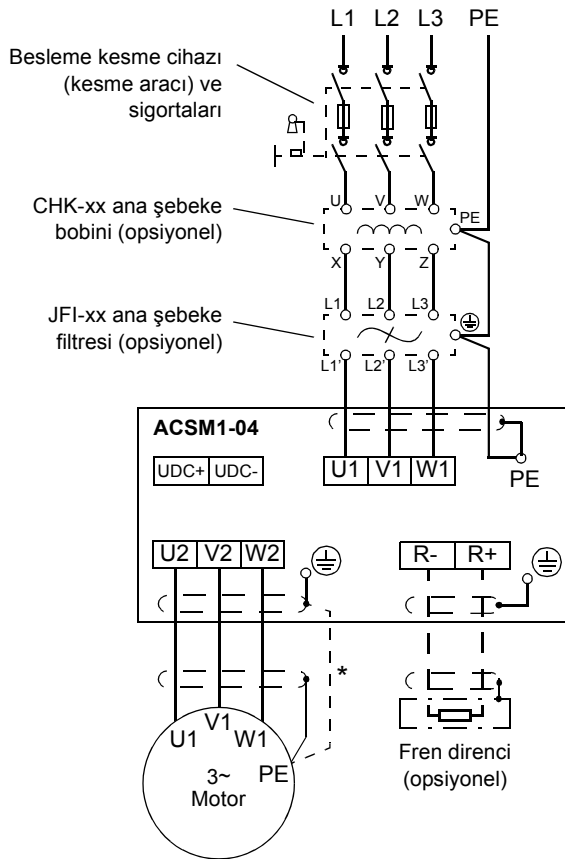 L1 L2 L3 PE
Besleme kesme cihazı
(kesme aracı) ve
sigortaları
U V W
PE
CHK-xx ana şebeke
bobini (opsiyonel)
X Y Z
L1 L2 L3
JFI-xx ana şebeke
filtresi (opsiyonel)
L1' L2' L3'
ACSM1-04
UDC+ UDC-
U1 V1 W1
PE
U2 V2 W2
R- R+
*
U1 V1 W1
PE
3~
Motor
Fren direnci
(opsiyonel)